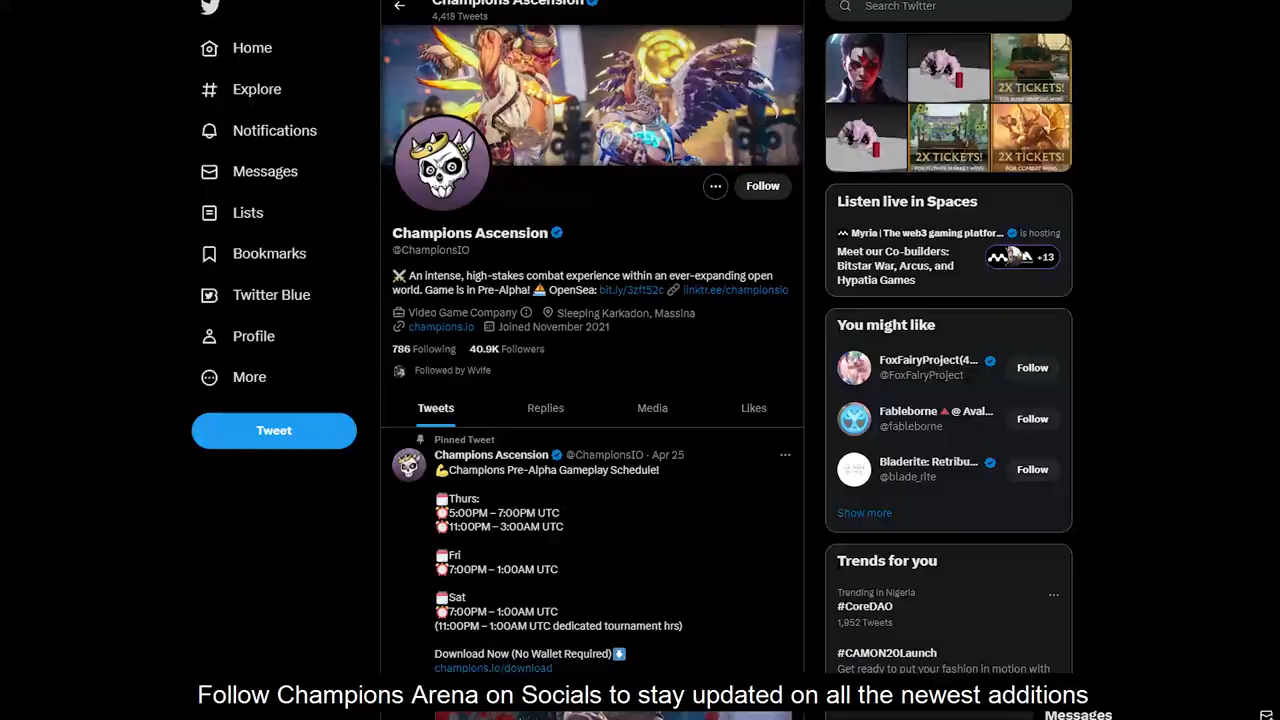 Champions Ascension
4,418 Tweets
Search Twitter
Home
Explore
Notifications
Messages
Lists
Bookmarks
Twitter Blue
Profile
More
Tweet
Follow
Champions Ascension
@ChampionsIO
An intense, high-stakes combat experience within an ever-expanding open
world. Game is in Pre-Alpha! OpenSea: bit.ly/3zft52c linktr.ee/championsio
Video Game Company Sleeping Karkadon, Massina
champions.io Joined November 2021
786 Following 40.9K Followers
Followed by Wvlfe
Tweets Replies Media Likes
Pinned Tweet
Champions Ascension @ChampionsIO · Apr 25
Champions Pre-Alpha Gameplay Schedule!
Thurs:
5:00PM – 7:00PM UTC
11:00PM – 3:00AM UTC
Fri
7:00PM – 1:00AM UTC
Sat
7:00PM – 1:00AM UTC
(11:00PM – 1:00AM UTC dedicated tournament hrs)
Download Now (No Wallet Required)
champions.io/download
2X TICKETS!
2X TICKETS!
FOR FLOWER MARKET WINS
2X TICKETS!
FOR COMBAT WINS
Listen live in Spaces
Myria | The web3 gaming platfor... is hosting
Meet our Co-builders:
Bitstar War, Arcus, and
Hypatia Games
+13
You might like
FoxFairyProject(4...
@FoxFairyProject
Follow
Fableborne @ Aval...
@fableborne
Follow
Bladerite: Retribu...
@blade_rite
Follow
Show more
Trends for you
Trending in Nigeria
#CoreDAO
1,952 Tweets
#CAMON20Launch
Get ready to put your fashion in motion with
Messages
Follow Champions Arena on Socials to stay updated on all the newest additions